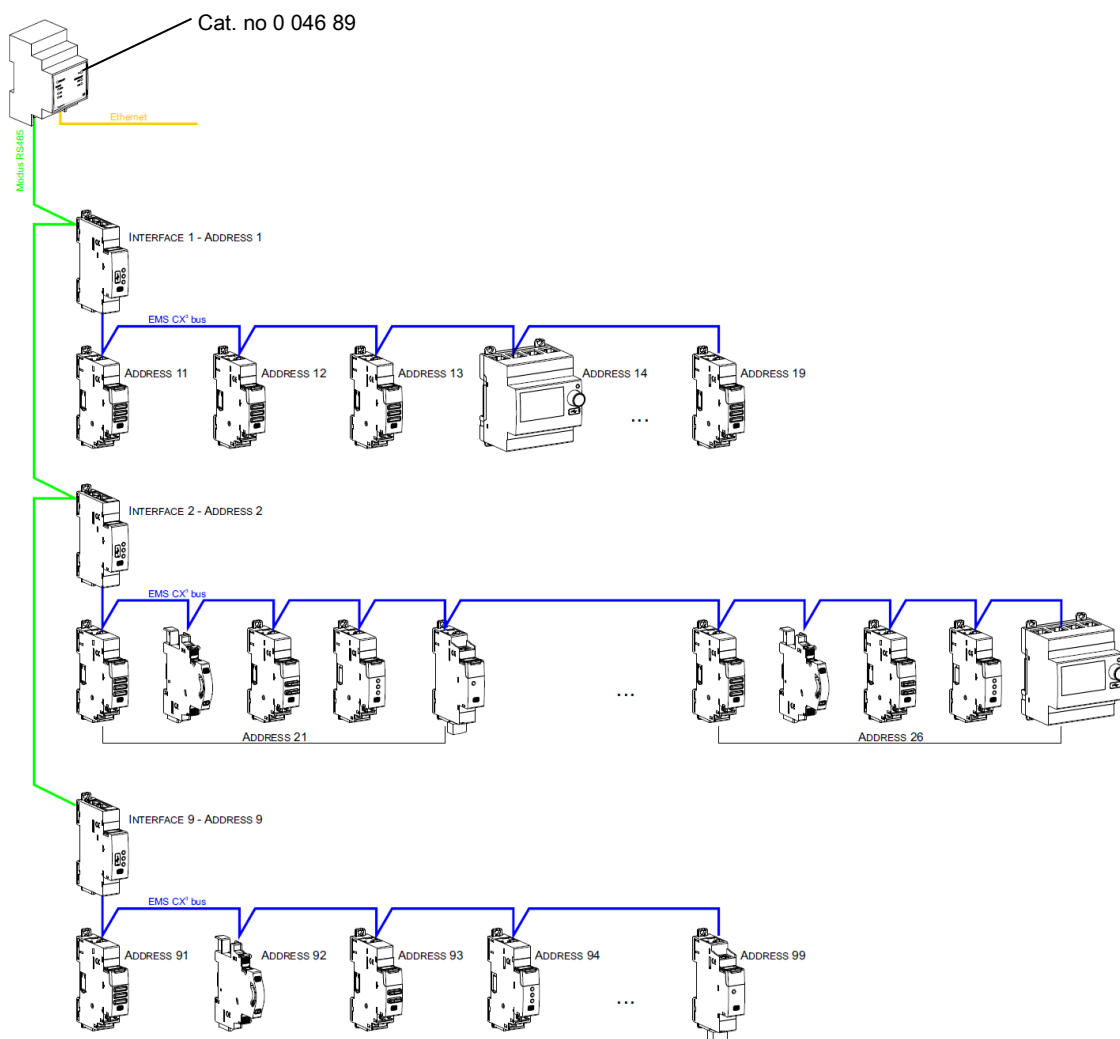 Cat. no 0 046 89
Ethernet
Modus RS485
INTERFACE 1 - ADDRESS 1
EMS CX³ bus
ADDRESS 11
ADDRESS 12
ADDRESS 13
ADDRESS 14
...
ADDRESS 19
INTERFACE 2 - ADDRESS 2
EMS CX³ bus
...
ADDRESS 21
ADDRESS 26
INTERFACE 9 - ADDRESS 9
EMS CX³ bus
ADDRESS 91
ADDRESS 92
ADDRESS 93
ADDRESS 94
...
ADDRESS 99